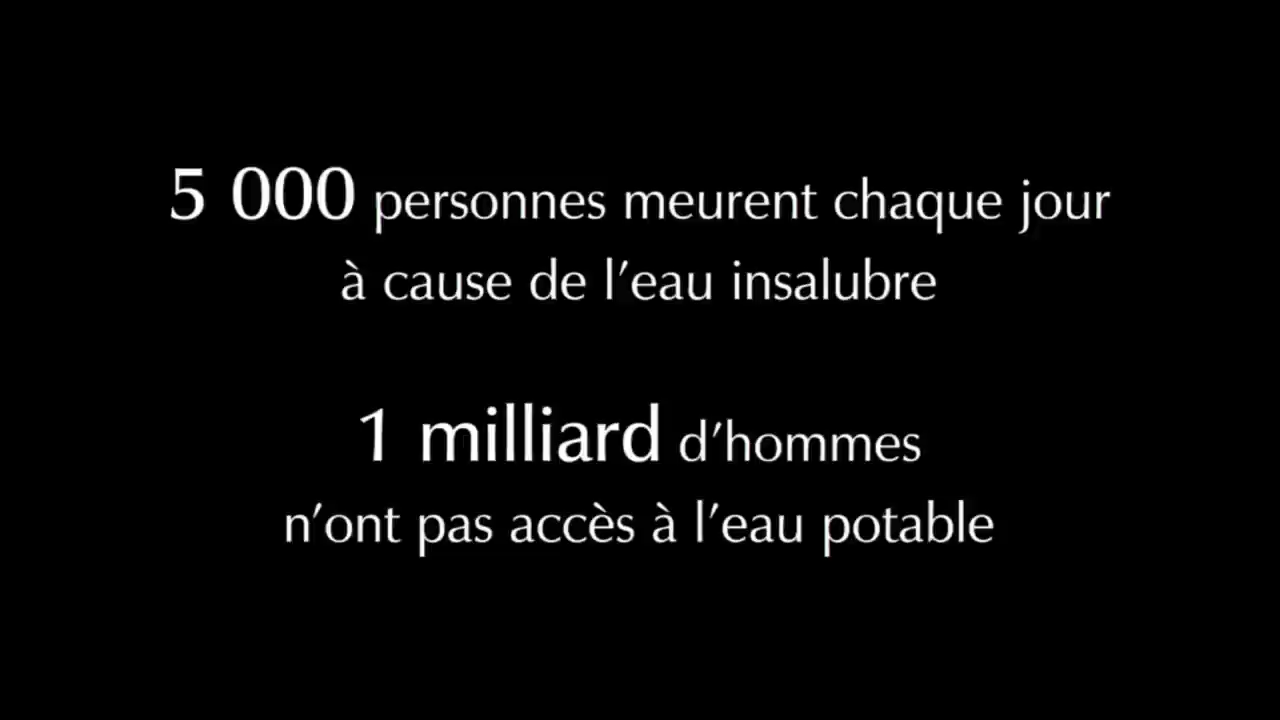 5 000 personnes meurent chaque jour
à cause de l’eau insalubre
1 milliard d’hommes
n’ont pas accès à l’eau potable